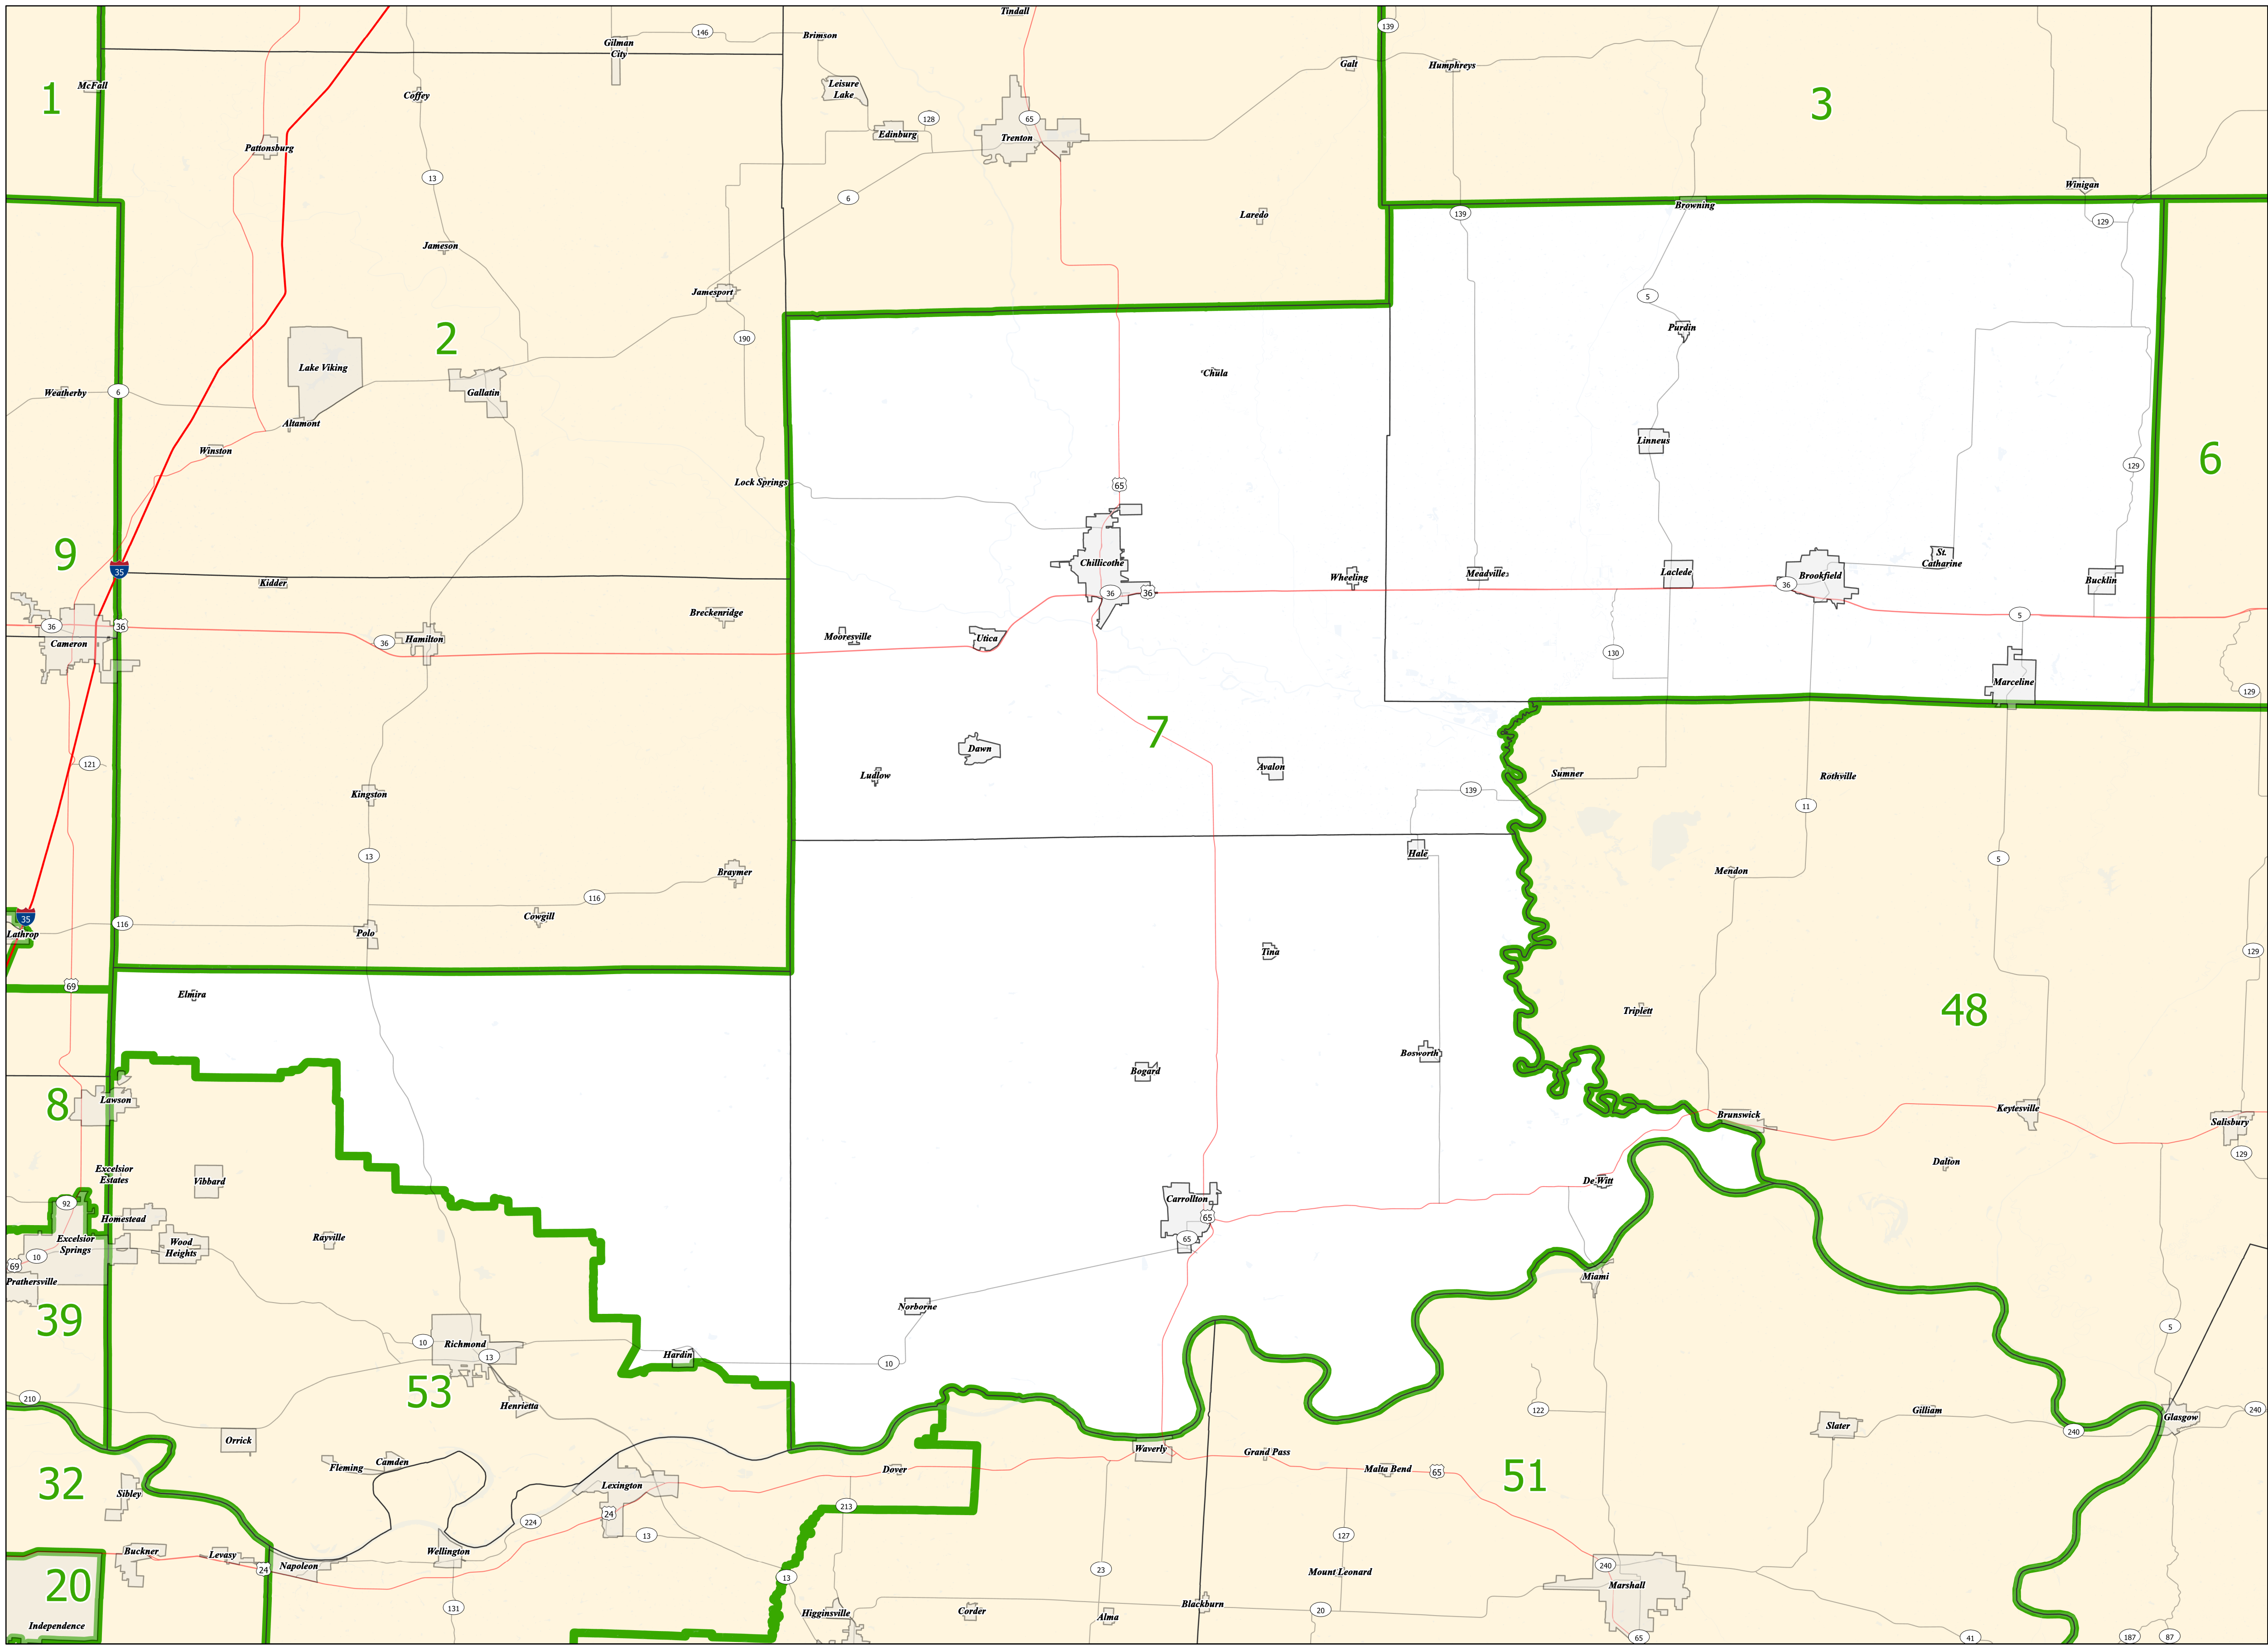 Tindall
139
146
Gilman
City
Brimson
Galt
Humphreys
1
McFall
Coffey
Leisure
Lake
3
128
65
Edinburg
Trenton
Pattonsburg
13
6
Winigan
Laredo
139
Browning
129
Jameson
Jamesport
5
2
190
Purdin
Lake Viking
Chula
Weatherby
6
Gallatin
Altamont
Linneus
Winston
6
Lock Springs
65
129
9
St.
Catharine
Chillicothe
35
Kidder
Wheeling
Meadville
Laclede
Brookfield
36
Bucklin
36
36
Breckenridge
5
36
36
Cameron
36
Hamilton
Mooresville
Utica
130
Marceline
129
7
Dawn
121
Ludlow
Avalon
Sumner
Rothville
Kingston
139
11
13
Hale
5
Braymer
Mendon
116
Cowgill
35
116
Lathrop
Polo
Tina
129
69
Elmira
Triplett
48
Bosworth
Bogard
8
Lawson
Brunswick
Keytesville
Salisbury
129
Excelsior
Estates
Vibbard
Dalton
De Witt
92
Carrollton
Homestead
65
Rayville
65
Excelsior
Springs
Wood
Heights
10
69
Prathersville
Miami
Norborne
39
5
10
Richmond
13
Hardin
10
53
210
Henrietta
122
Gilliam
240
Glasgow
Slater
240
Orrick
Waverly
Grand Pass
Camden
Fleming
Dover
Malta Bend
65
51
32
Sibley
Lexington
24
213
224
13
127
Buckner
Levasy
24
Napoleon
Wellington
240
23
Mount Leonard
20
13
Marshall
131
Higginsville
Corder
Alma
Blackburn
20
Independence
65
41
187
87